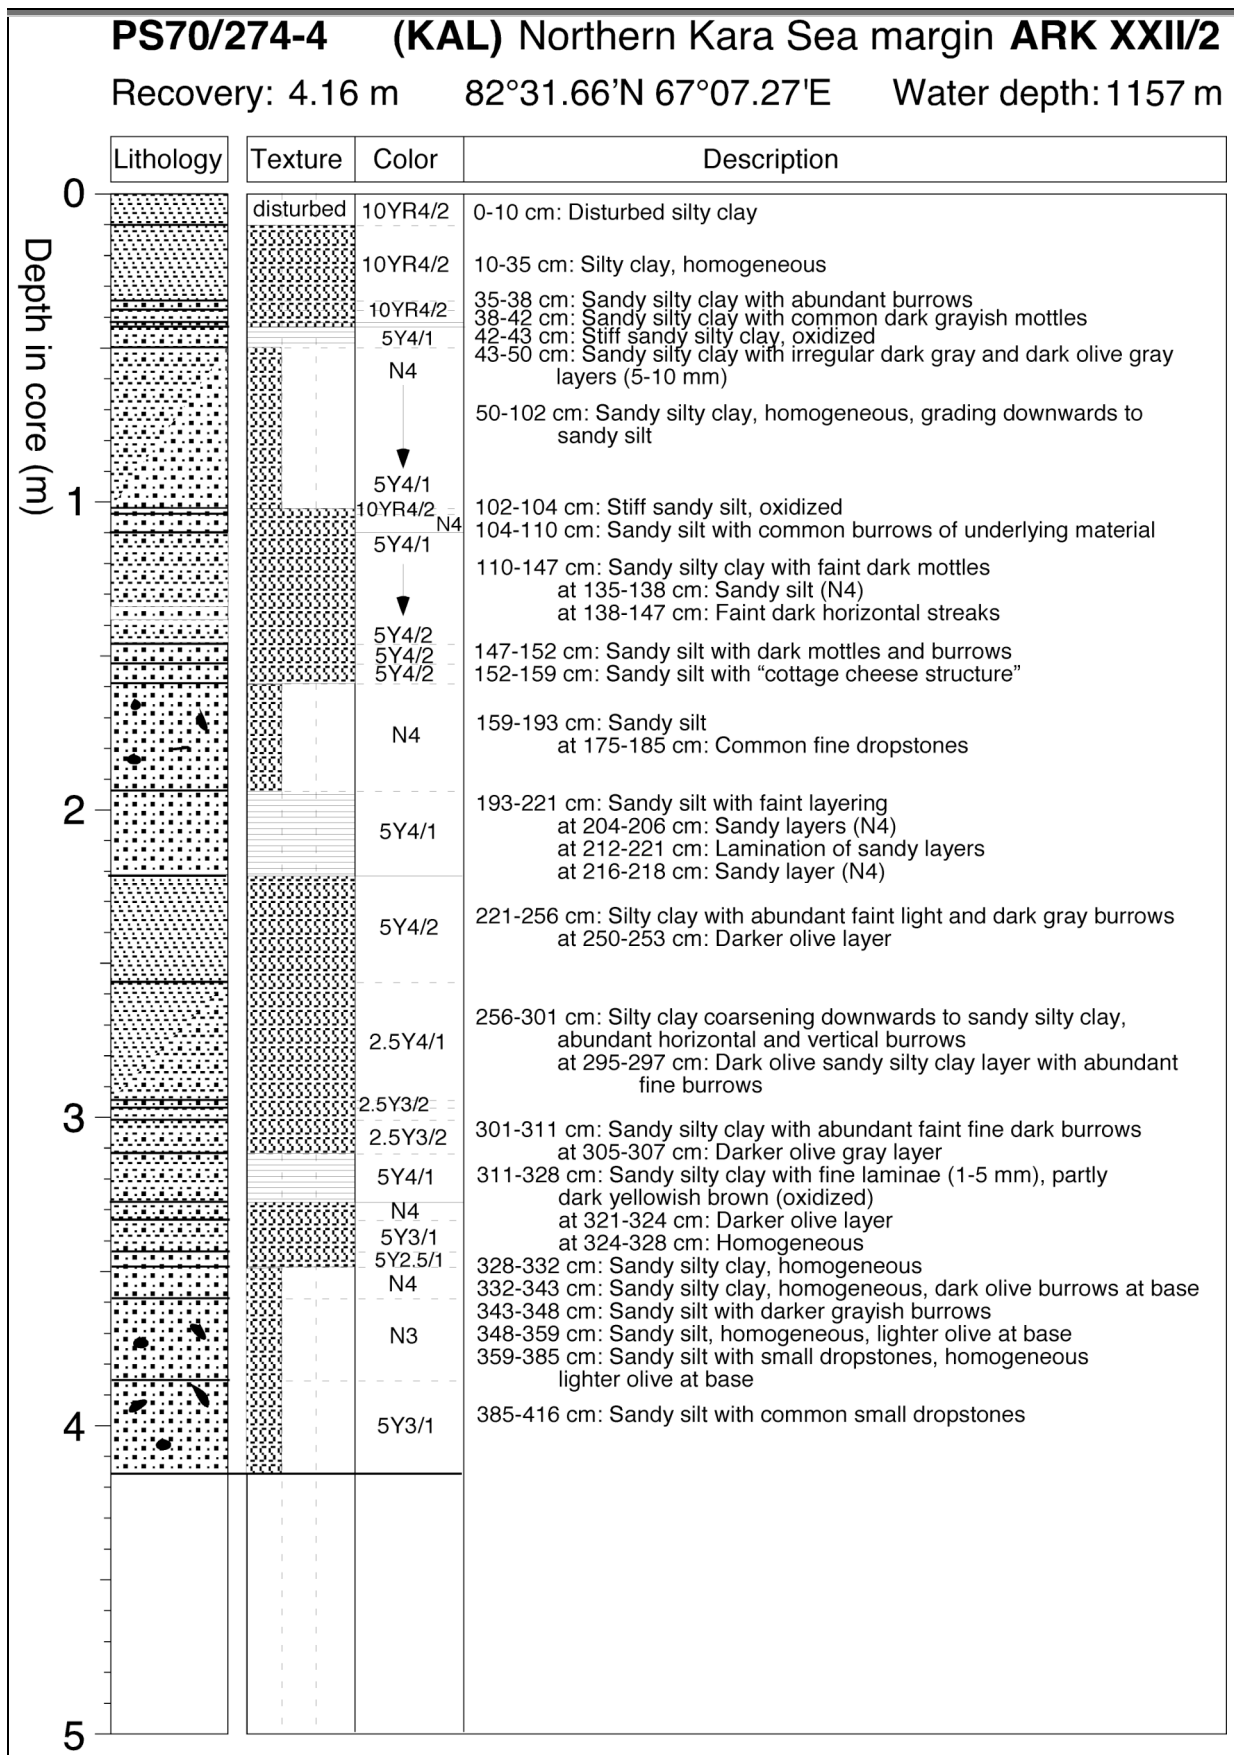 PS70/274-4 (KAL) Northern Kara Sea margin ARK XXII/2
Recovery: 4.16 m 82°31.66’N 67°07.27'E Water depth: 1157 m
Lithology Texture Color Description
Depth in core (m)
0
disturbed 10YR4/2 0-10 cm: Disturbed silty clay
10YR4/2 10-35 cm: Silty clay, homogeneous
35-38 cm: Sandy silty clay with abundant burrows
10YR4/2 38-42 cm: Sandy silty clay with common dark grayish mottles
5Y4/1 42-43 cm: Stiff sandy silty clay, oxidized
43-50 cm: Sandy silty clay with irregular dark gray and dark olive gray
N4 layers (5-10 mm)
50-102 cm: Sandy silty clay, homogeneous, grading downwards to
sandy silt
5Y4/1
1
10YR4/2 102-104 cm: Stiff sandy silt, oxidized
N4 104-110 cm: Sandy silt with common burrows of underlying material
5Y4/1
110-147 cm: Sandy silty clay with faint dark mottles
at 135-138 cm: Sandy silt (N4)
at 138-147 cm: Faint dark horizontal streaks
5Y4/2
5Y4/2 147-152 cm: Sandy silt with dark mottles and burrows
5Y4/2 152-159 cm: Sandy silt with “cottage cheese structure”
N4 159-193 cm: Sandy silt
at 175-185 cm: Common fine dropstones
2
193-221 cm: Sandy silt with faint layering
5Y4/1 at 204-206 cm: Sandy layers (N4)
at 212-221 cm: Lamination of sandy layers
at 216-218 cm: Sandy layer (N4)
5Y4/2 221-256 cm: Silty clay with abundant faint light and dark gray burrows
at 250-253 cm: Darker olive layer
256-301 cm: Silty clay coarsening downwards to sandy silty clay,
2.5Y4/1 abundant horizontal and vertical burrows
at 295-297 cm: Dark olive sandy silty clay layer with abundant
fine burrows
2.5Y3/2
3
2.5Y3/2 301-311 cm: Sandy silty clay with abundant faint fine dark burrows
at 305-307 cm: Darker olive gray layer
5Y4/1 311-328 cm: Sandy silty clay with fine laminae (1-5 mm), partly
dark yellowish brown (oxidized)
N4 at 321-324 cm: Darker olive layer
5Y3/1 at 324-328 cm: Homogeneous
5Y2.5/1 328-332 cm: Sandy silty clay, homogeneous
N4 332-343 cm: Sandy silty clay, homogeneous, dark olive burrows at base
343-348 cm: Sandy silt with darker grayish burrows
N3 348-359 cm: Sandy silt, homogeneous, lighter olive at base
359-385 cm: Sandy silt with small dropstones, homogeneous
lighter olive at base
4
5Y3/1 385-416 cm: Sandy silt with common small dropstones
5